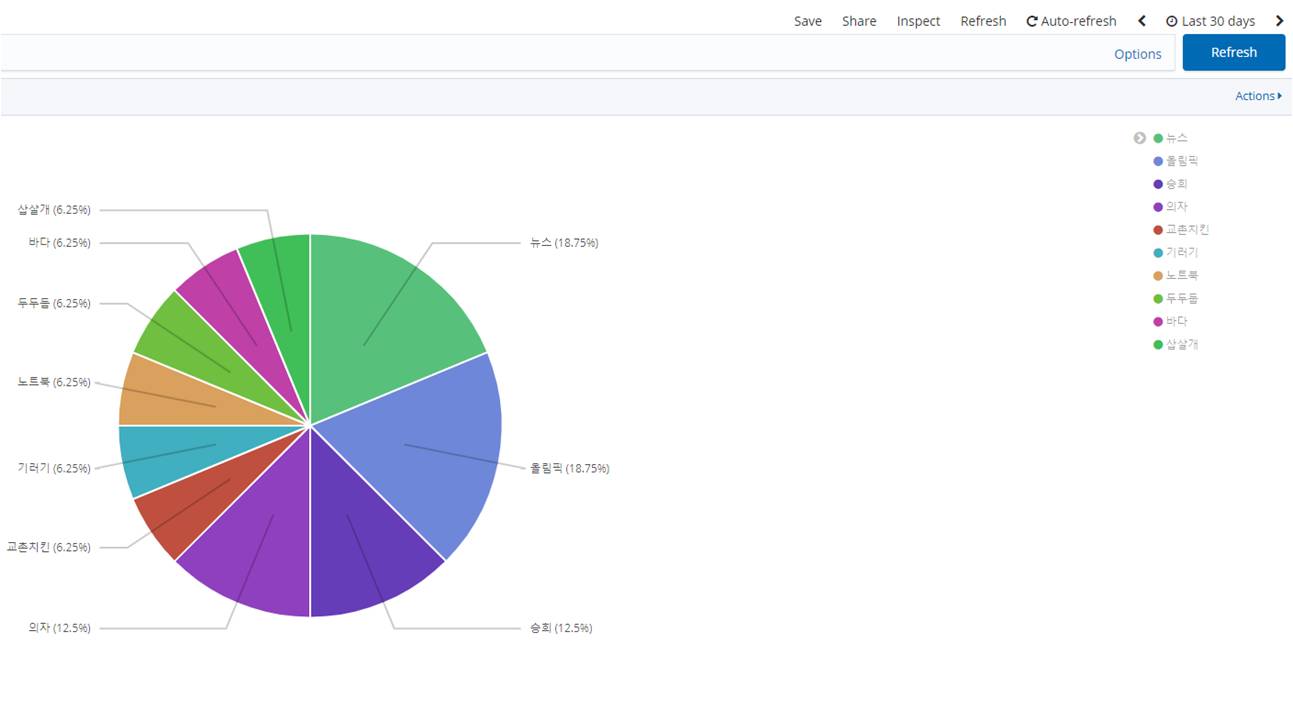 Save Share Inspect Refresh Auto-refresh Last 30 days
Options Refresh
Actions
뉴스
올림픽
승희
의자
교촌치킨
기러기
노트북
두두둡
바다
삽살개
삽살개 (6.25%)
바다 (6.25%)
두두둡 (6.25%)
노트북 (6.25%)
기러기 (6.25%)
교촌치킨 (6.25%)
의자 (12.5%)
뉴스 (18.75%)
올림픽 (18.75%)
승희 (12.5%)